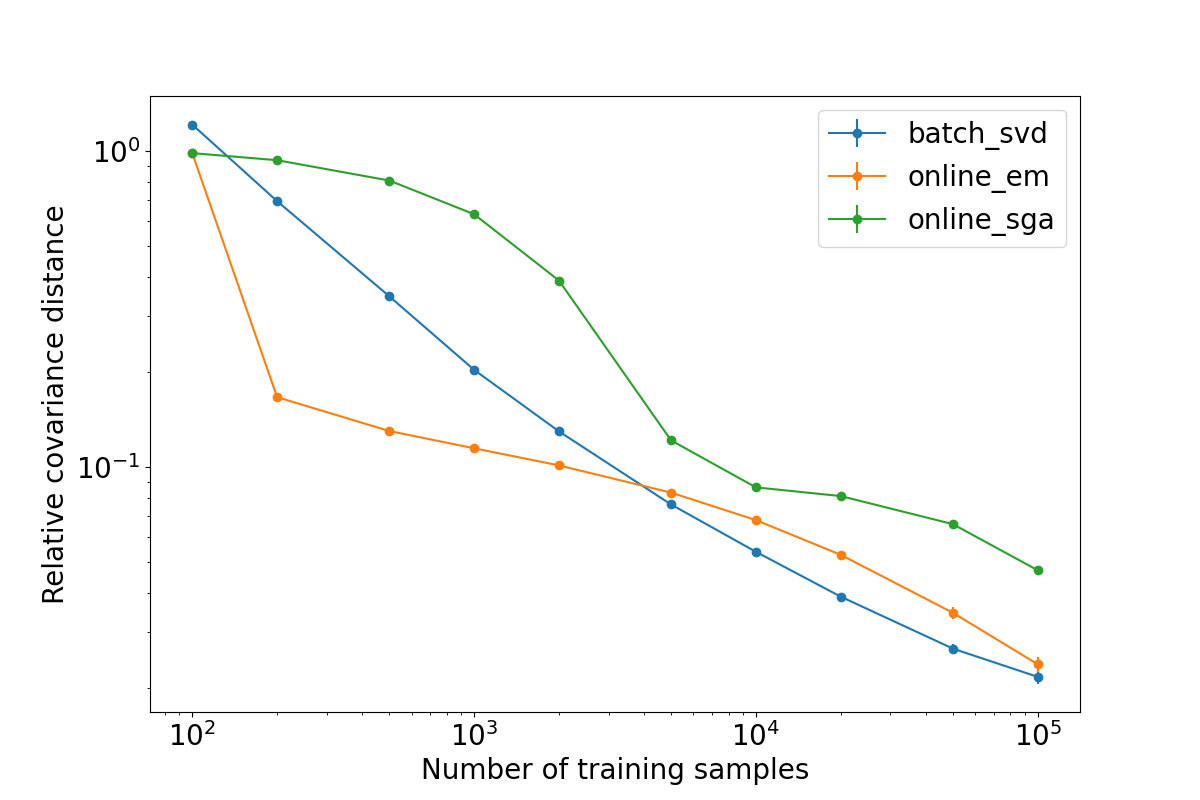 batch_svd
online_em
online_sga
Relative covariance distance
10⁰
10⁻¹
10² 10³ 10⁴ 10⁵
Number of training samples